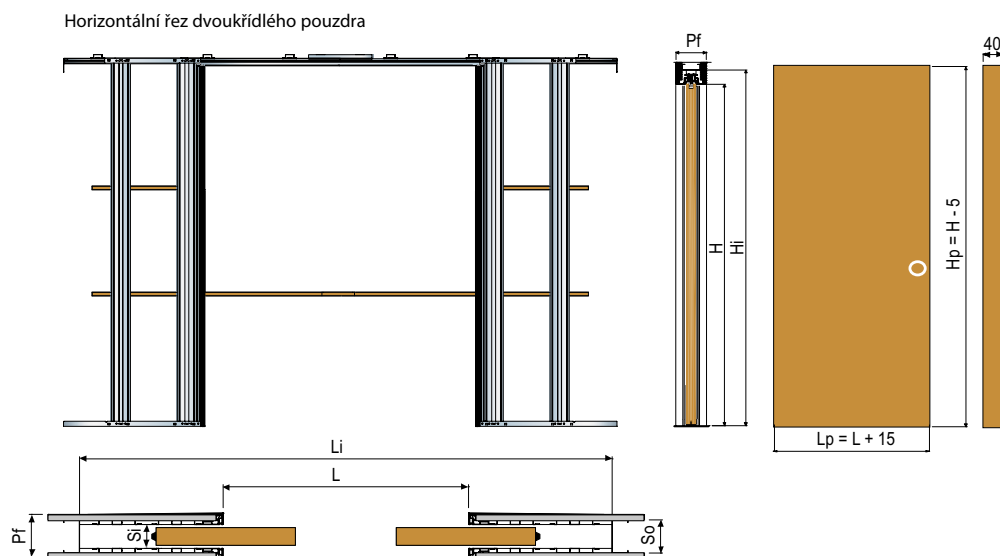 Horizontální řez dvoukřídlého pouzdra
Pf
40
H
Hi
Hp = H - 5
Lp = L + 15
Li
L
Pf
Si
So